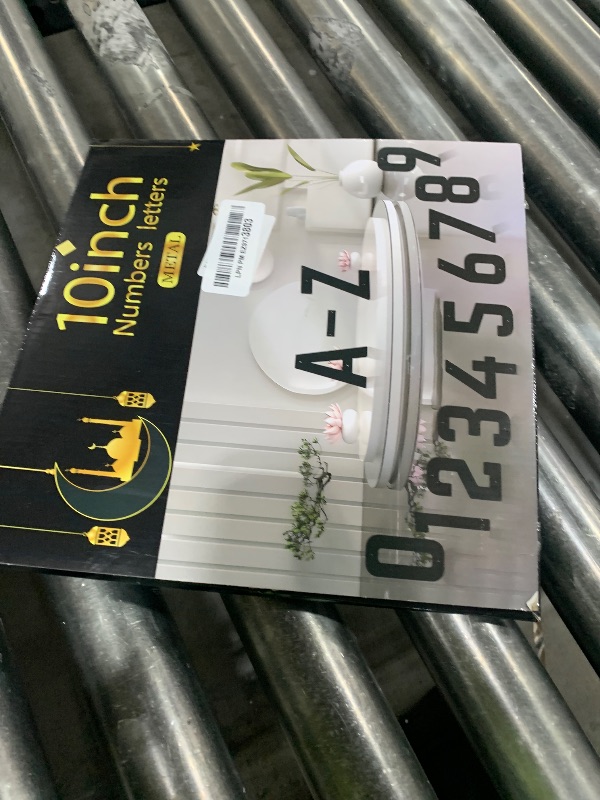 10inch
Numbers letters
METAL
A-Z
0123456789